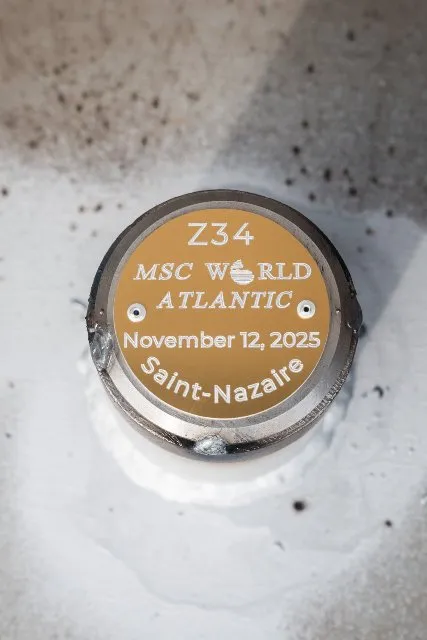 Z34
MSC WORLD
ATLANTIC
November 12, 2025
Saint-Nazaire